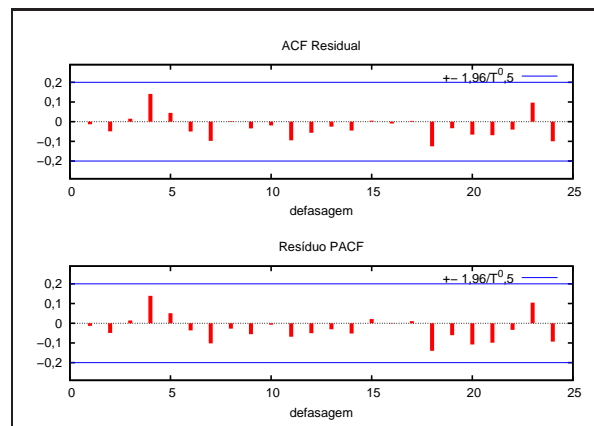 ACF Residual
+- 1,96/T^0,5
0,2
0,1
0
-0,1
-0,2
0 5 10 15 20 25
defasagem
Resíduo PACF
+- 1,96/T^0,5
0,2
0,1
0
-0,1
-0,2
0 5 10 15 20 25
defasagem